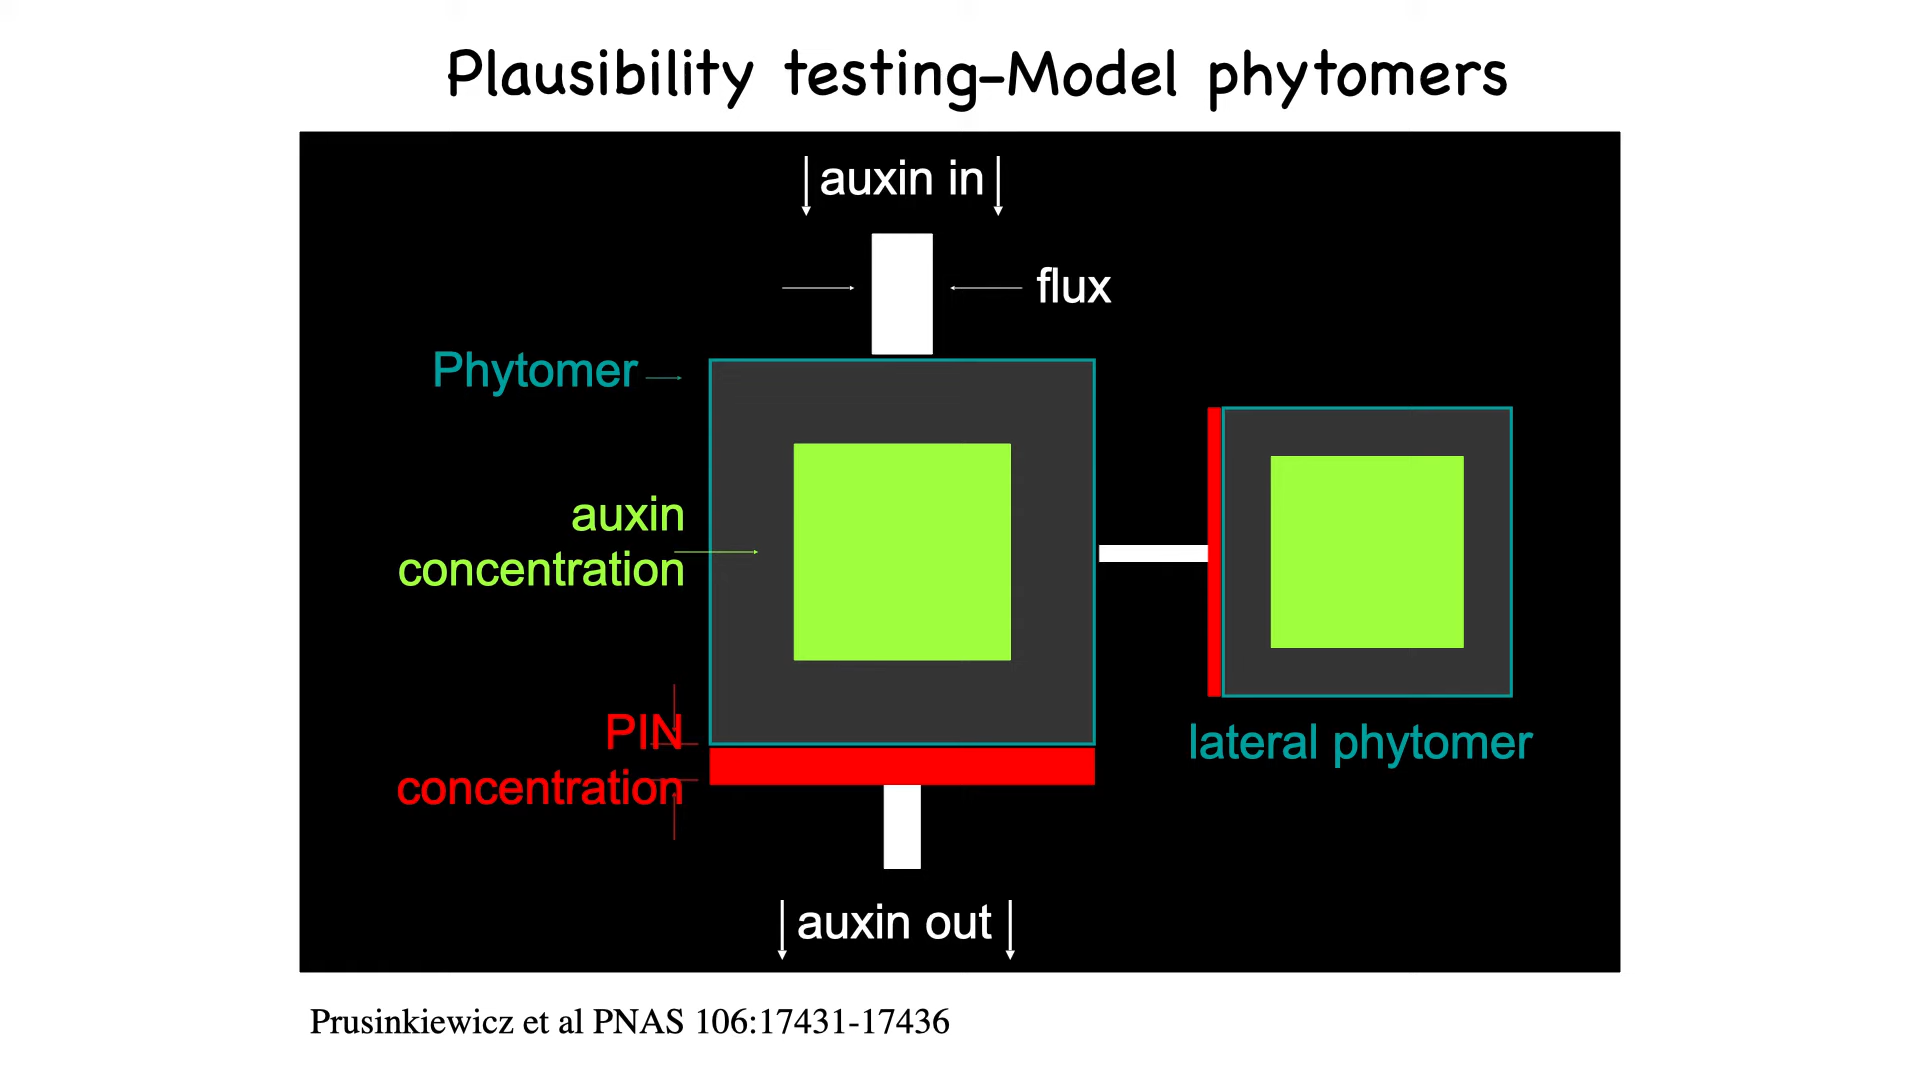 Plausibility testing-Model phytomers
auxin in
flux
Phytomer
auxin
concentration
PIN
concentration
lateral phytomer
auxin out
Prusinkiewicz et al PNAS 106:17431-17436